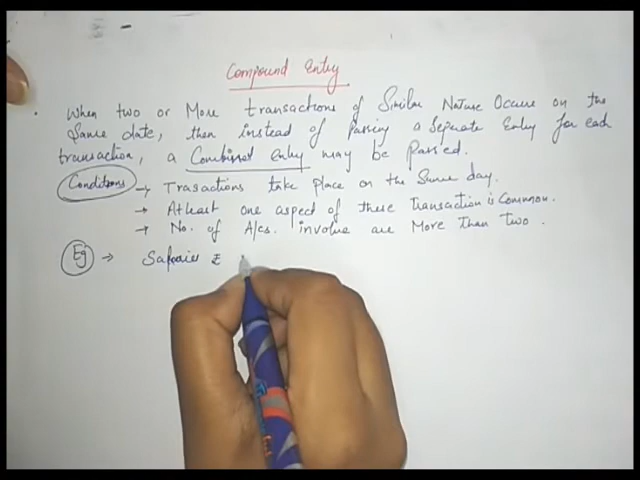 Compound Entry
When two or More transactions of Similar Nature Occurs on the
Same date, then instead of Passing a Separate Entry for each
transaction, a Combined entry may be Passed.
Conditions → Trasactions take Place on the Same day.
→ Atleast one aspect of these transaction is Common.
→ No. of A/cs. involve are More than two.
Eg → Salaries ₹